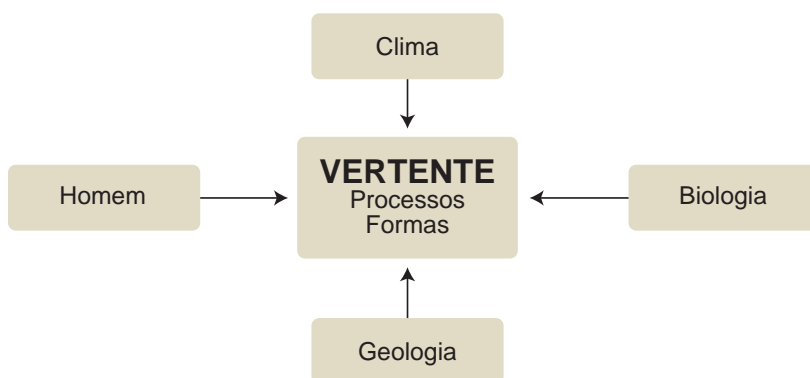 Clima
VERTENTE
Processos
Formas
Homem
Biologia
Geologia